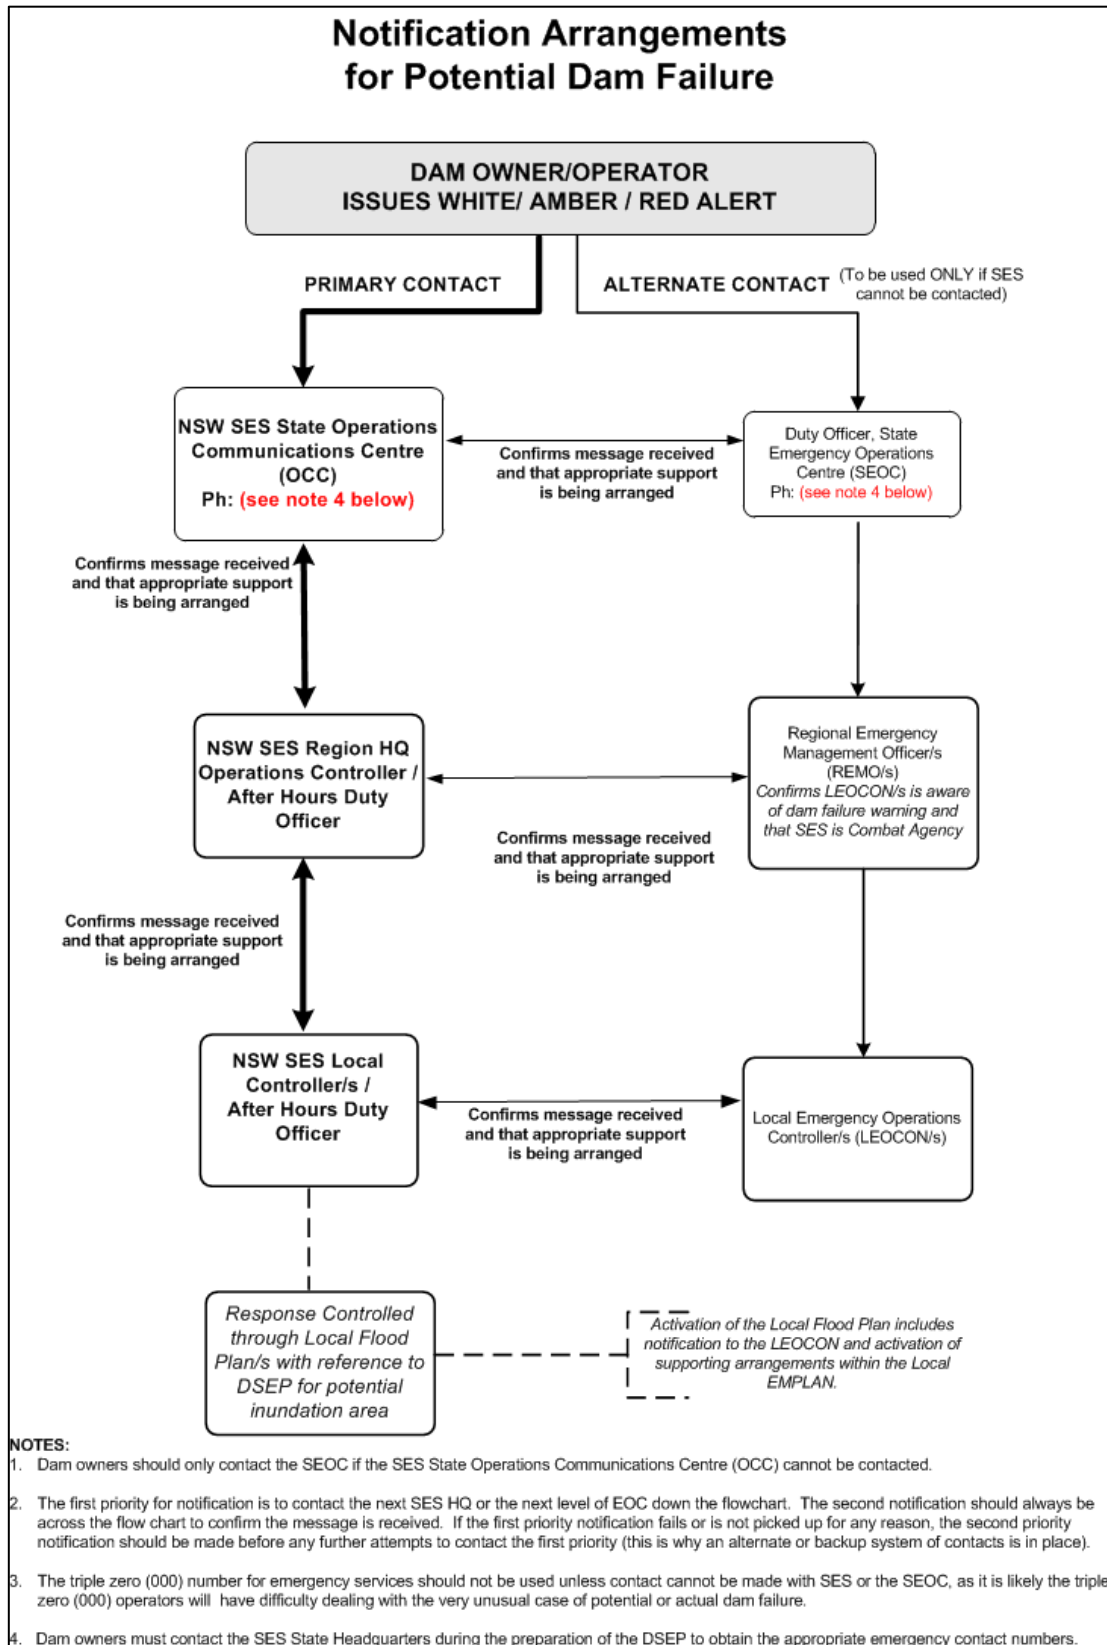 Notification Arrangements
for Potential Dam Failure
DAM OWNER/OPERATOR
ISSUES WHITE/ AMBER / RED ALERT
PRIMARY CONTACT
ALTERNATE CONTACT
(To be used ONLY if SES
cannot be contacted)
NSW SES State Operations
Communications Centre
(OCC)
Ph: (see note 4 below)
Confirms message received
and that appropriate support
is being arranged
Duty Officer, State
Emergency Operations
Centre (SEOC)
Ph: (see note 4 below)
Confirms message received
and that appropriate support
is being arranged
NSW SES Region HQ
Operations Controller /
After Hours Duty
Officer
Confirms message received
and that appropriate support
is being arranged
Regional Emergency
Management Officer/s
(REMO/s)
Confirms LEOCON/s is aware
of dam failure warning and
that SES is Combat Agency
Confirms message received
and that appropriate support
is being arranged
NSW SES Local
Controller/s /
After Hours Duty
Officer
Confirms message received
and that appropriate support
is being arranged
Local Emergency Operations
Controller/s (LEOCON/s)
Response Controlled
through Local Flood
Plan/s with reference to
DSEP for potential
inundation area
Activation of the Local Flood Plan includes
notification to the LEOCON and activation of
supporting arrangements within the Local
EMPLAN.
NOTES:
1. Dam owners should only contact the SEOC if the SES State Operations Communications Centre (OCC) cannot be contacted.
2. The first priority for notification is to contact the next SES HQ or the next level of EOC down the flowchart. The second notification should always be
across the flow chart to confirm the message is received. If the first priority notification fails or is not picked up for any reason, the second priority
notification should be made before any further attempts to contact the first priority (this is why an alternate or backup system of contacts is in place).
3. The triple zero (000) number for emergency services should not be used unless contact cannot be made with SES or the SEOC, as it is likely the triple
zero (000) operators will have difficulty dealing with the very unusual case of potential or actual dam failure.
4. Dam owners must contact the SES State Headquarters during the preparation of the DSEP to obtain the appropriate emergency contact numbers.